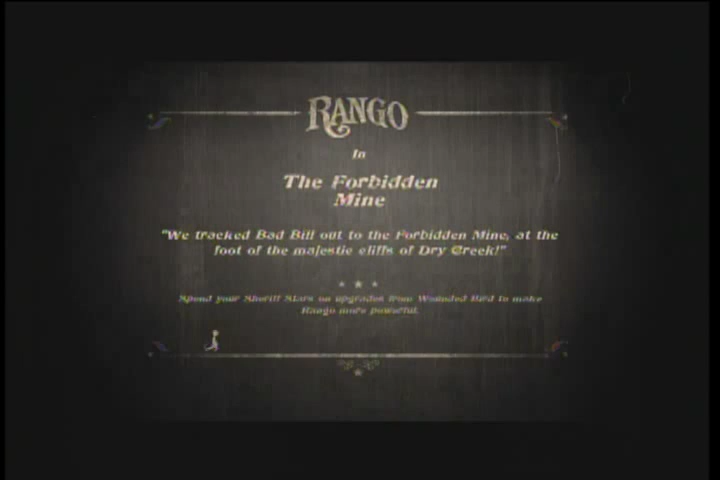 RANGO
In
The Forbidden
Mine
"We tracked Bad Bill out to the Forbidden Mine, at the
foot of the majestic cliffs of Dry Creek!"
Spend your Sheriff Stars on upgrades from Wounded Bird to make
Rango more powerful.